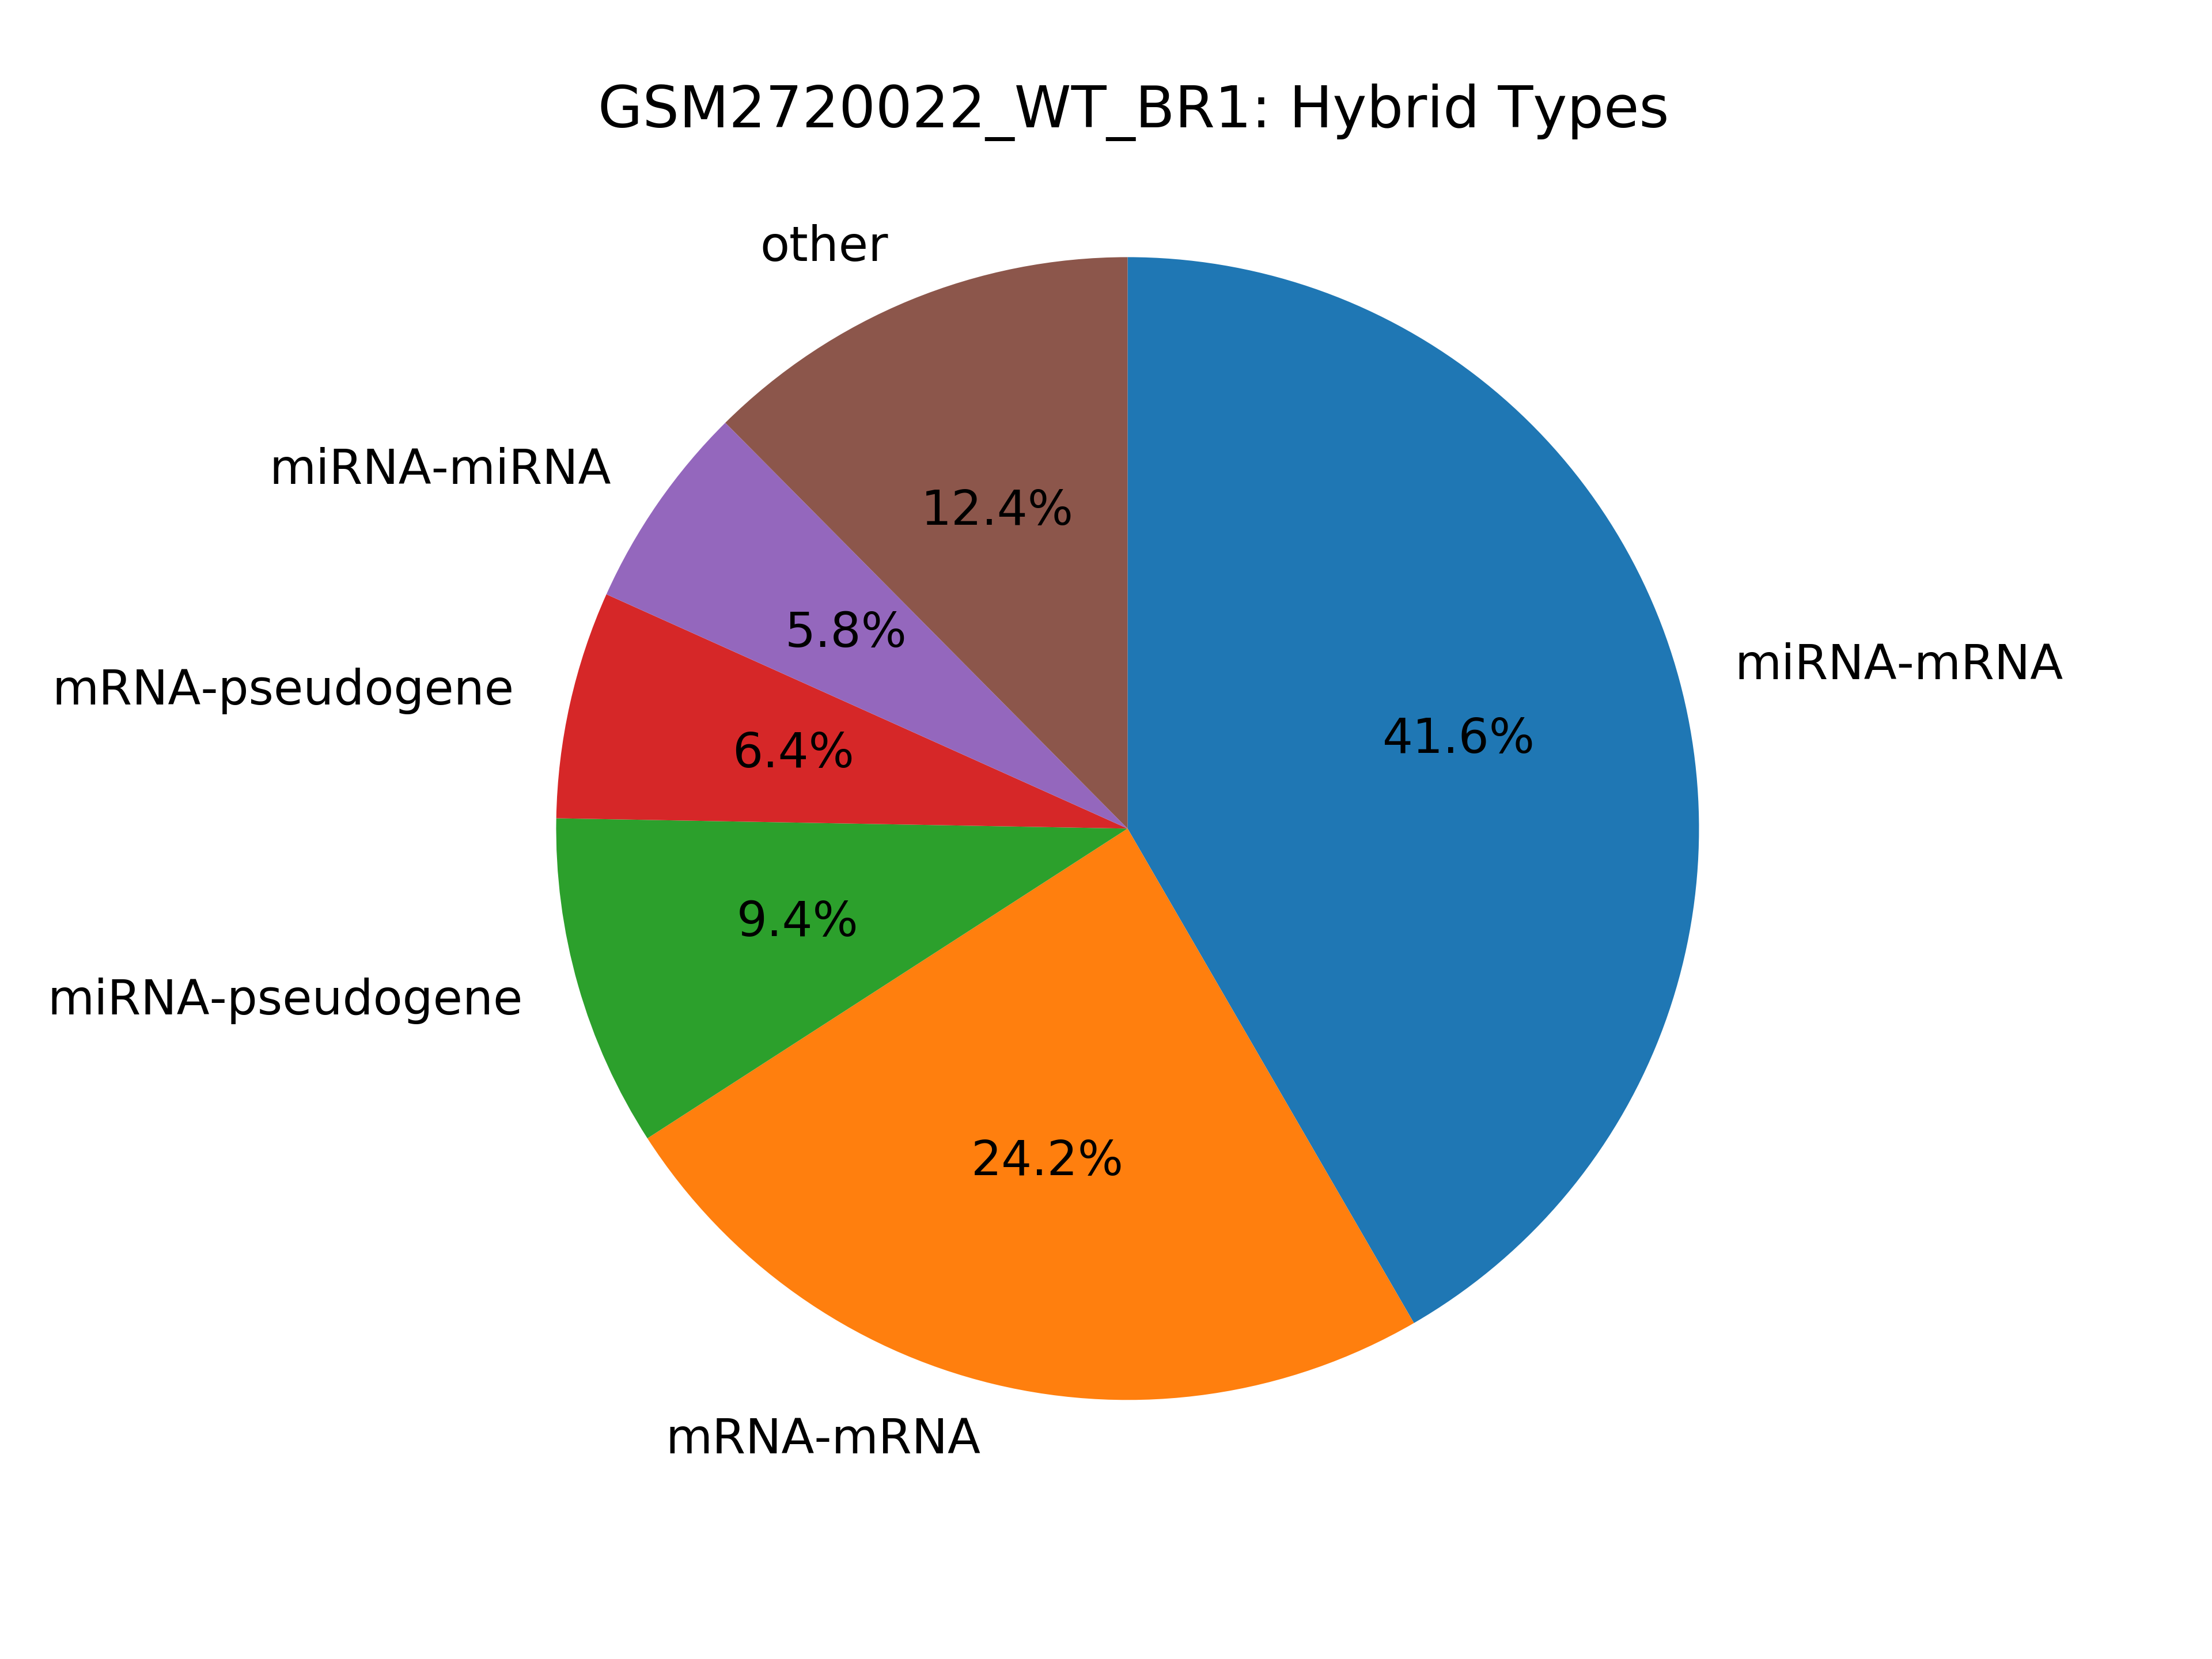 GSM2720022_WT_BR1: Hybrid Types
other
miRNA-miRNA
12.4%
5.8%
miRNA-mRNA
mRNA-pseudogene
41.6%
6.4%
9.4%
miRNA-pseudogene
24.2%
mRNA-mRNA